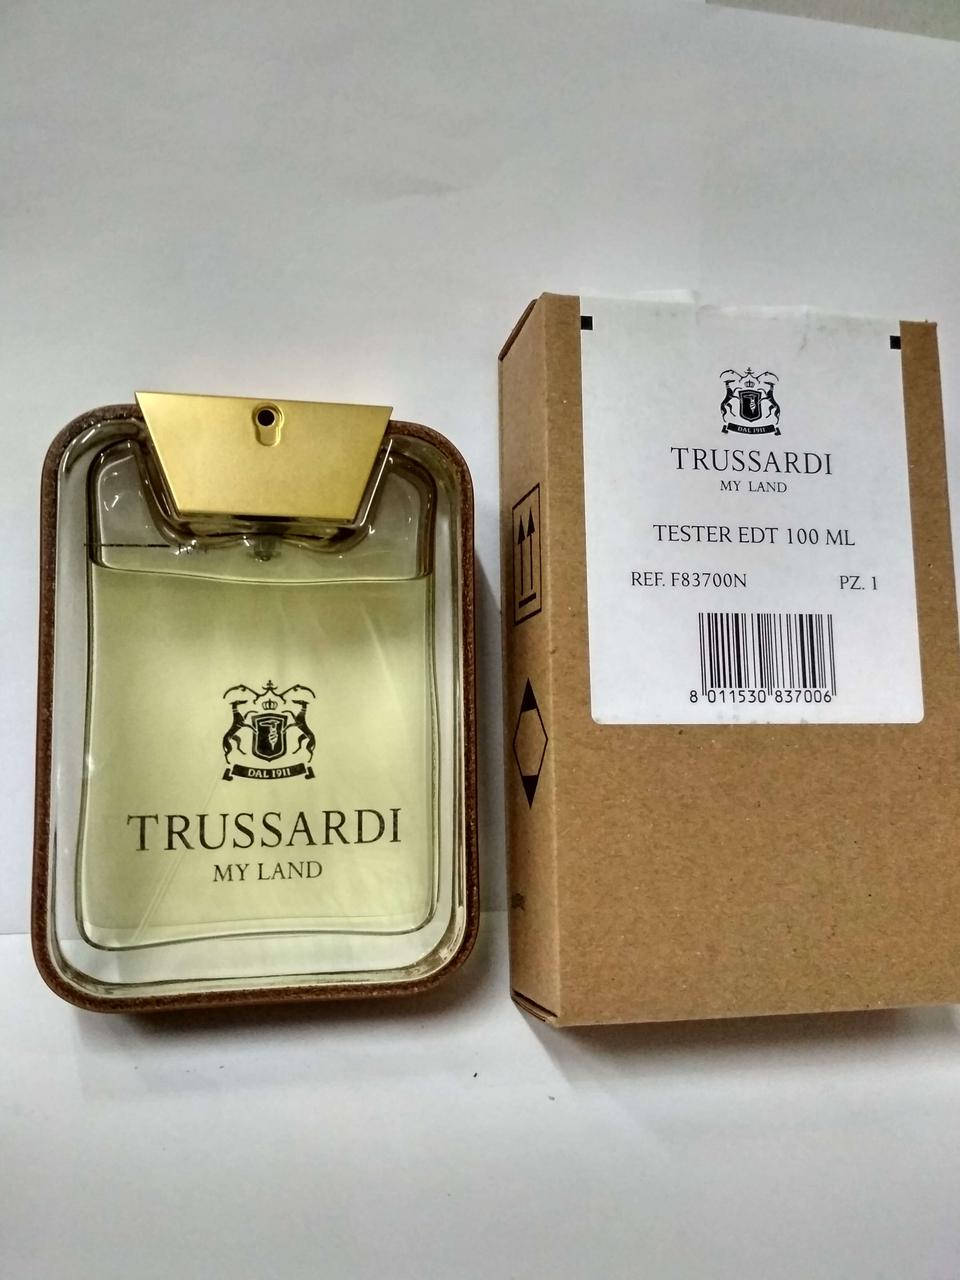 DAL 1911
TRUSSARDI
MY LAND
DAL 1911
TRUSSARDI
MY LAND
TESTER EDT 100 ML
REF. F83700N PZ. 1
8 011530 837006